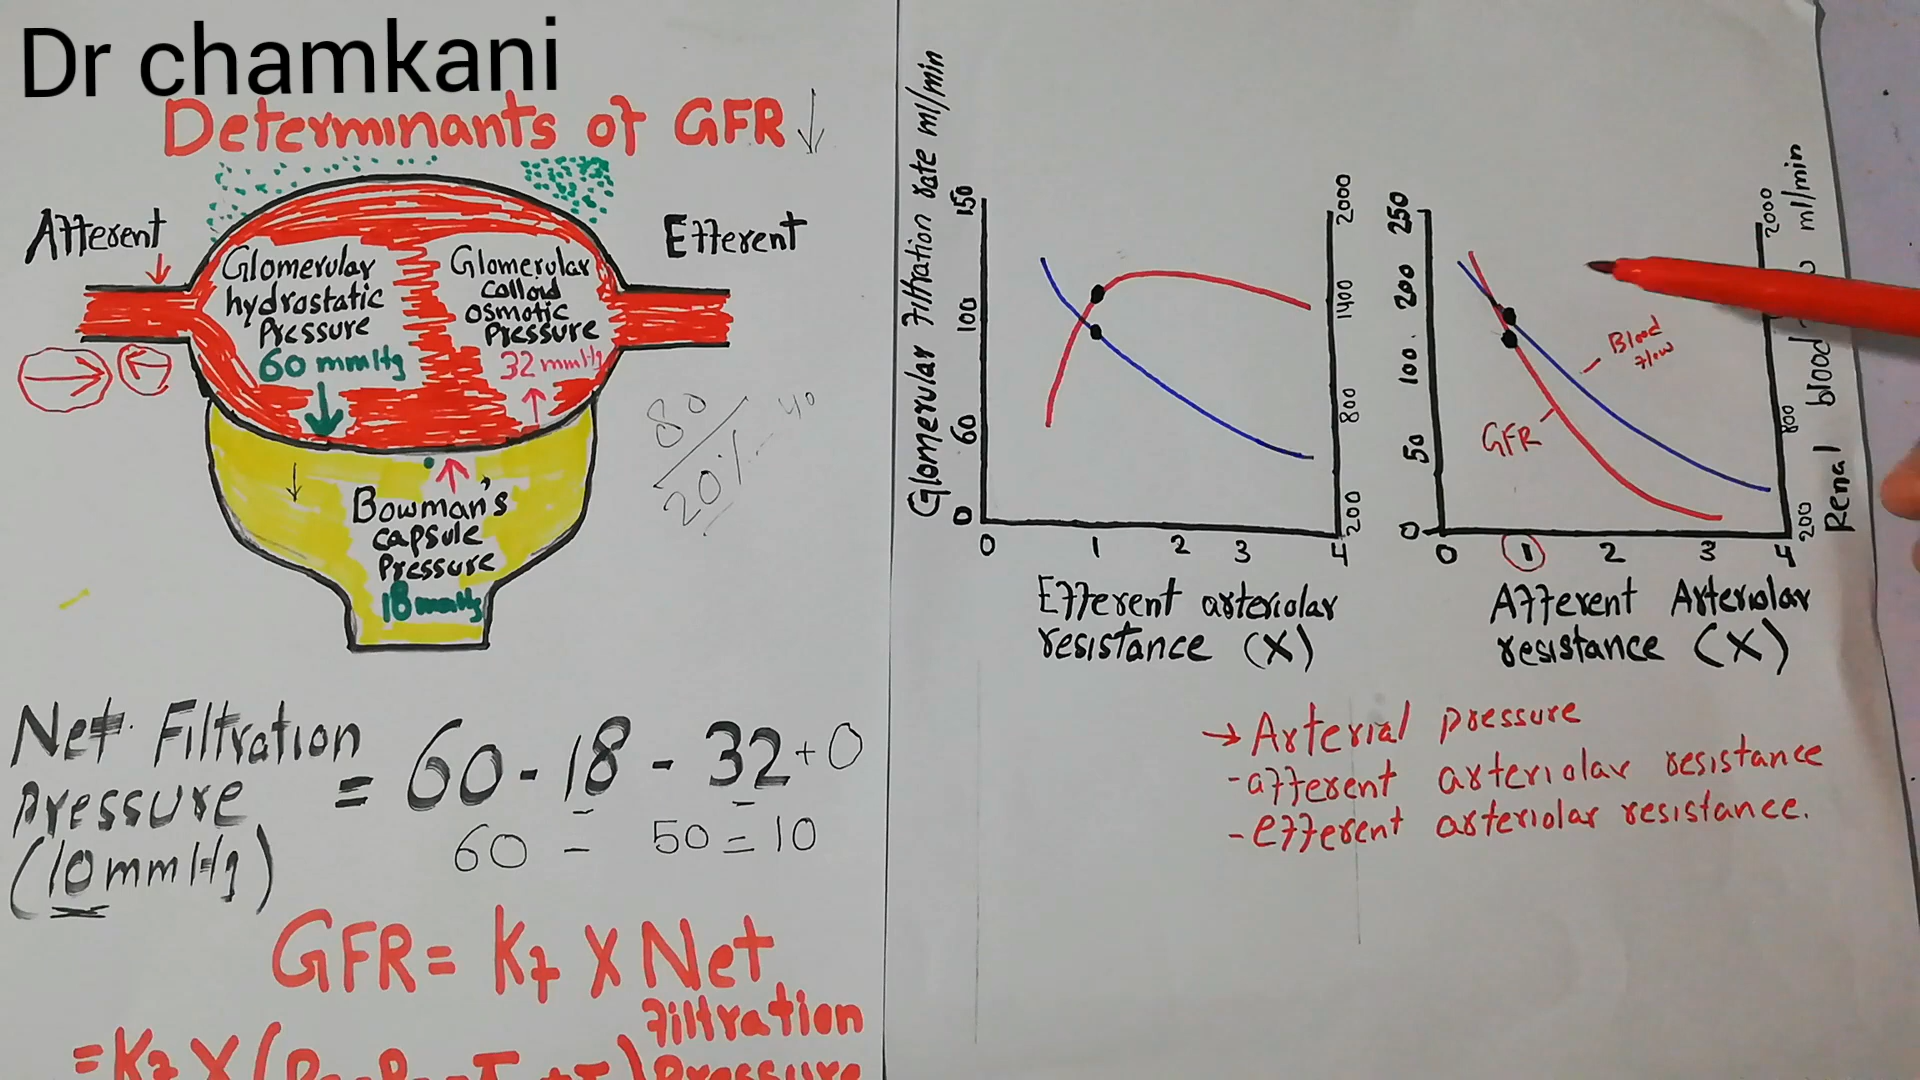 Dr chamkani
Determinants of GFR
Afferent
Efferent
Glomerular
hydrostatic
Pressure
60 mmHg
Glomerular
colloid
osmotic
Pressure
32 mmHg
80
20%
40
Bowman's
capsule
Pressure
18 mmHg
Net Filtration
Pressure
(10mmHg)
= 60 - 18 - 32 + 0
60 - 50 = 10
GFR = Kf X Net
Filtration
Pressure
= Kf X (
Glomerular filtration rate ml/min
150
100
60
0
2000
1400
800
200
0 1 2 3 4
Efferent arteriolar
resistance (X)
250
200
100.
50
0
2000
800
200
Renal blood
ml/min
Blood
flow
GFR
0 1 2 3 4
Afferent Arteriolar
resistance (X)
→ Arterial pressure
- afferent arteriolar resistance
- efferent arteriolar resistance.